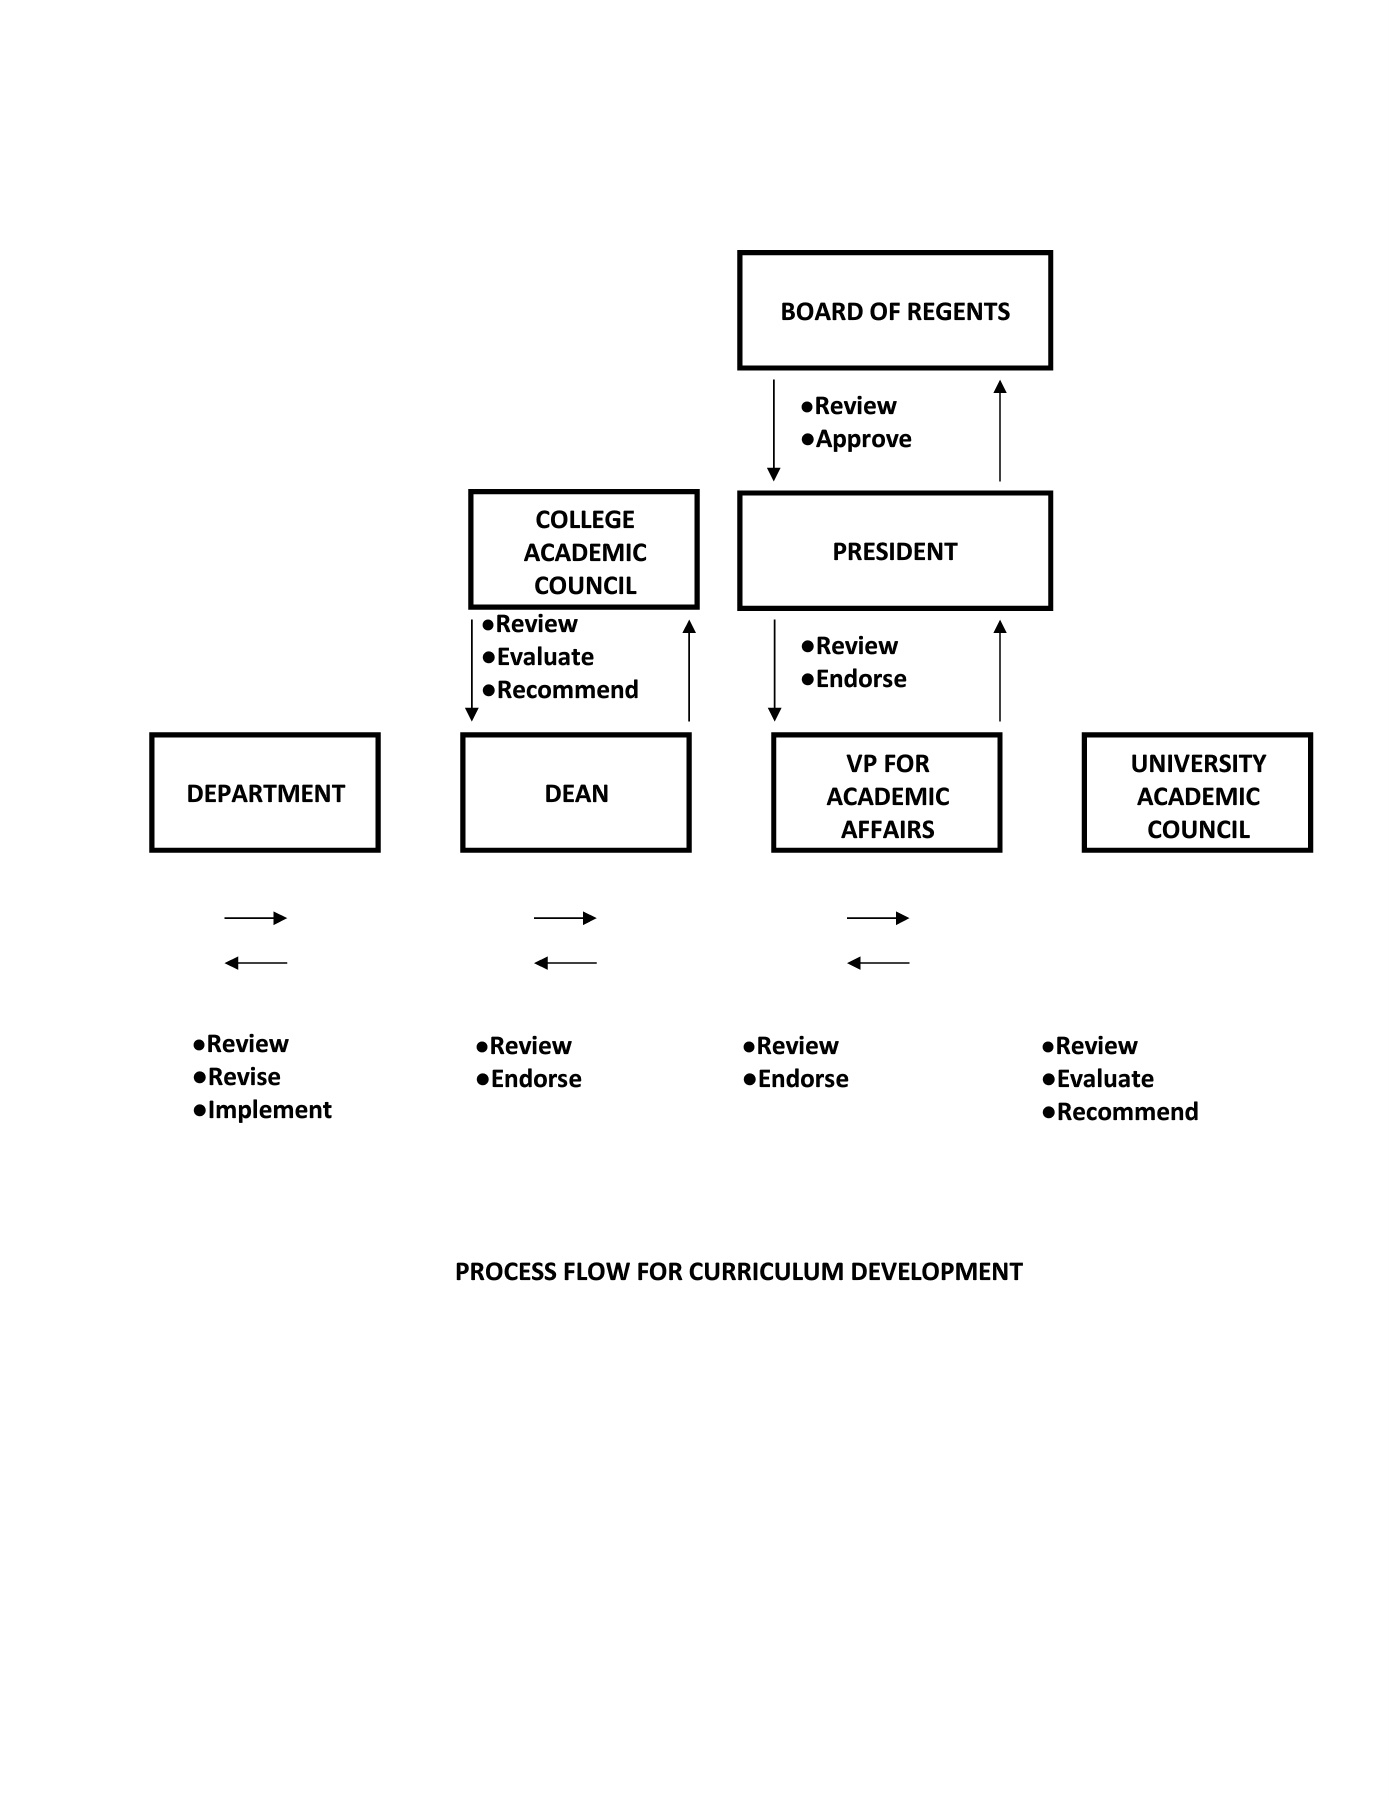 BOARD OF REGENTS
●Review
●Approve
COLLEGE
ACADEMIC
COUNCIL
PRESIDENT
●Review
●Evaluate
●Recommend
●Review
●Endorse
DEPARTMENT
DEAN
VP FOR
ACADEMIC
AFFAIRS
UNIVERSITY
ACADEMIC
COUNCIL
●Review
●Revise
●Implement
●Review
●Endorse
●Review
●Endorse
●Review
●Evaluate
●Recommend
PROCESS FLOW FOR CURRICULUM DEVELOPMENT